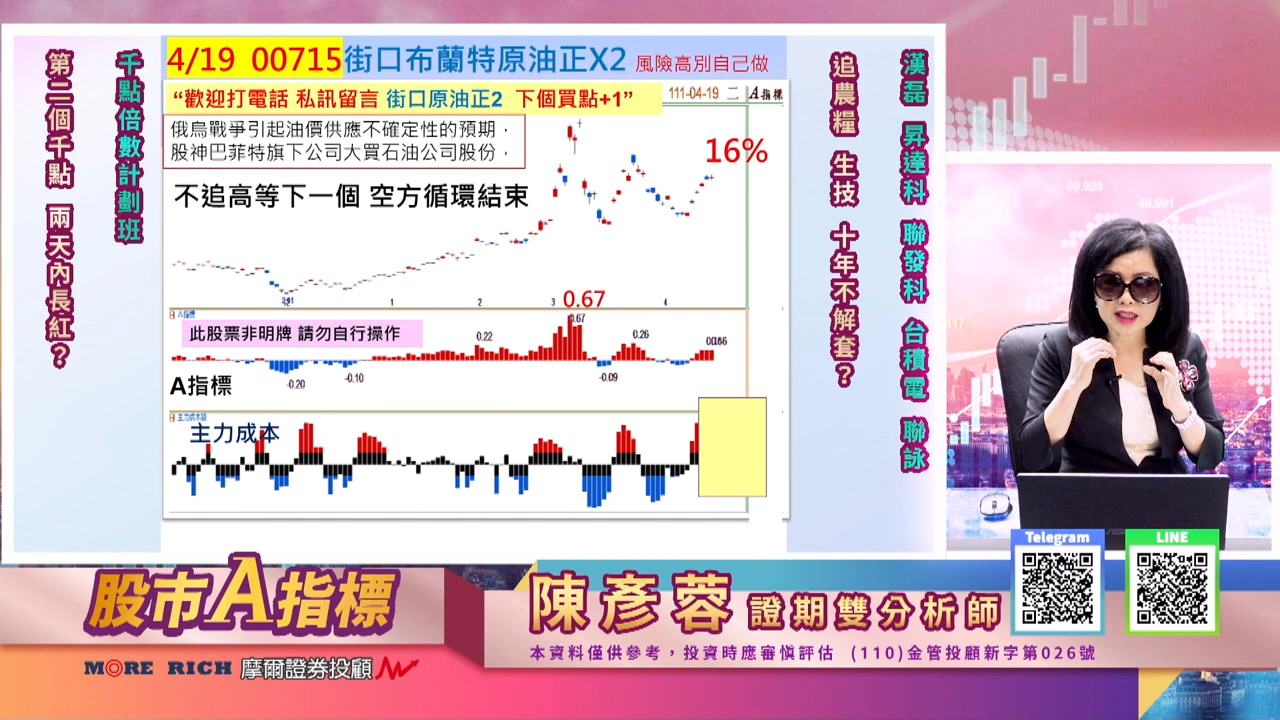 第二個千點 兩天內長紅？
千點倍數計劃班
4/19 00715街口布蘭特原油正X2 風險高別自己做
“歡迎打電話 私訊留言 街口原油正2 下個買點+1”
111-04-19 二 A指標
俄烏戰爭引起油價供應不確定性的預期，
股神巴菲特旗下公司大買石油公司股份，
16%
不追高等下一個 空方循環結束
1
2
3
4
0.67
A指標
0.67
此股票非明牌 請勿自行操作
0.22
0.26
-0.20
-0.10
-0.09
A指標
主力成本
追農糧 生技 十年不解套？
漢磊 昇達科 聯發科 台積電 聯詠
69.928
48.991
Telegram
LINE
股市A指標
陳彥蓉 證期雙分析師
本資料僅供參考，投資時應審慎評估 (110)金管投顧新字第026號
MORE RICH 摩爾證券投顧